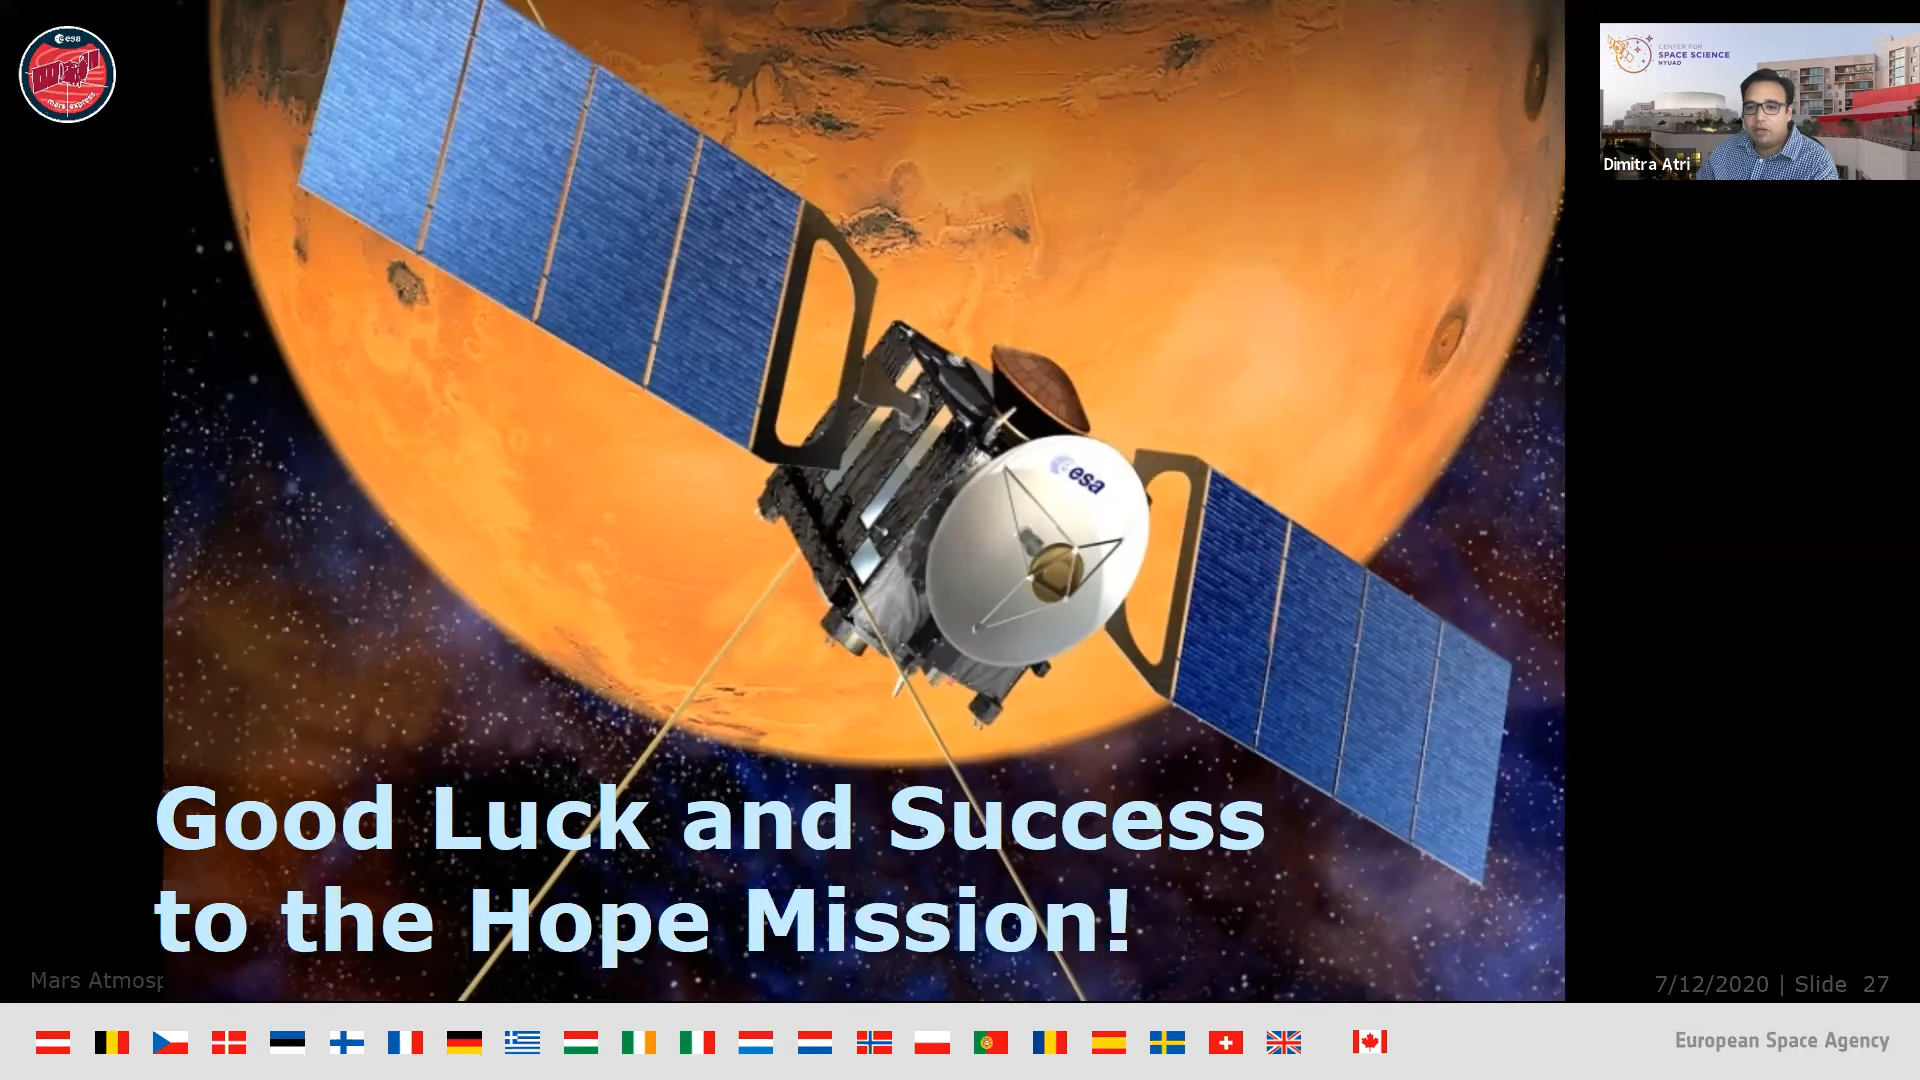 esa
mars express
CENTER FOR
SPACE SCIENCE
NYUAD
Dimitra Atri
esa
Good Luck and Success
to the Hope Mission!
Mars Atmosp
7/12/2020 | Slide 27
European Space Agency